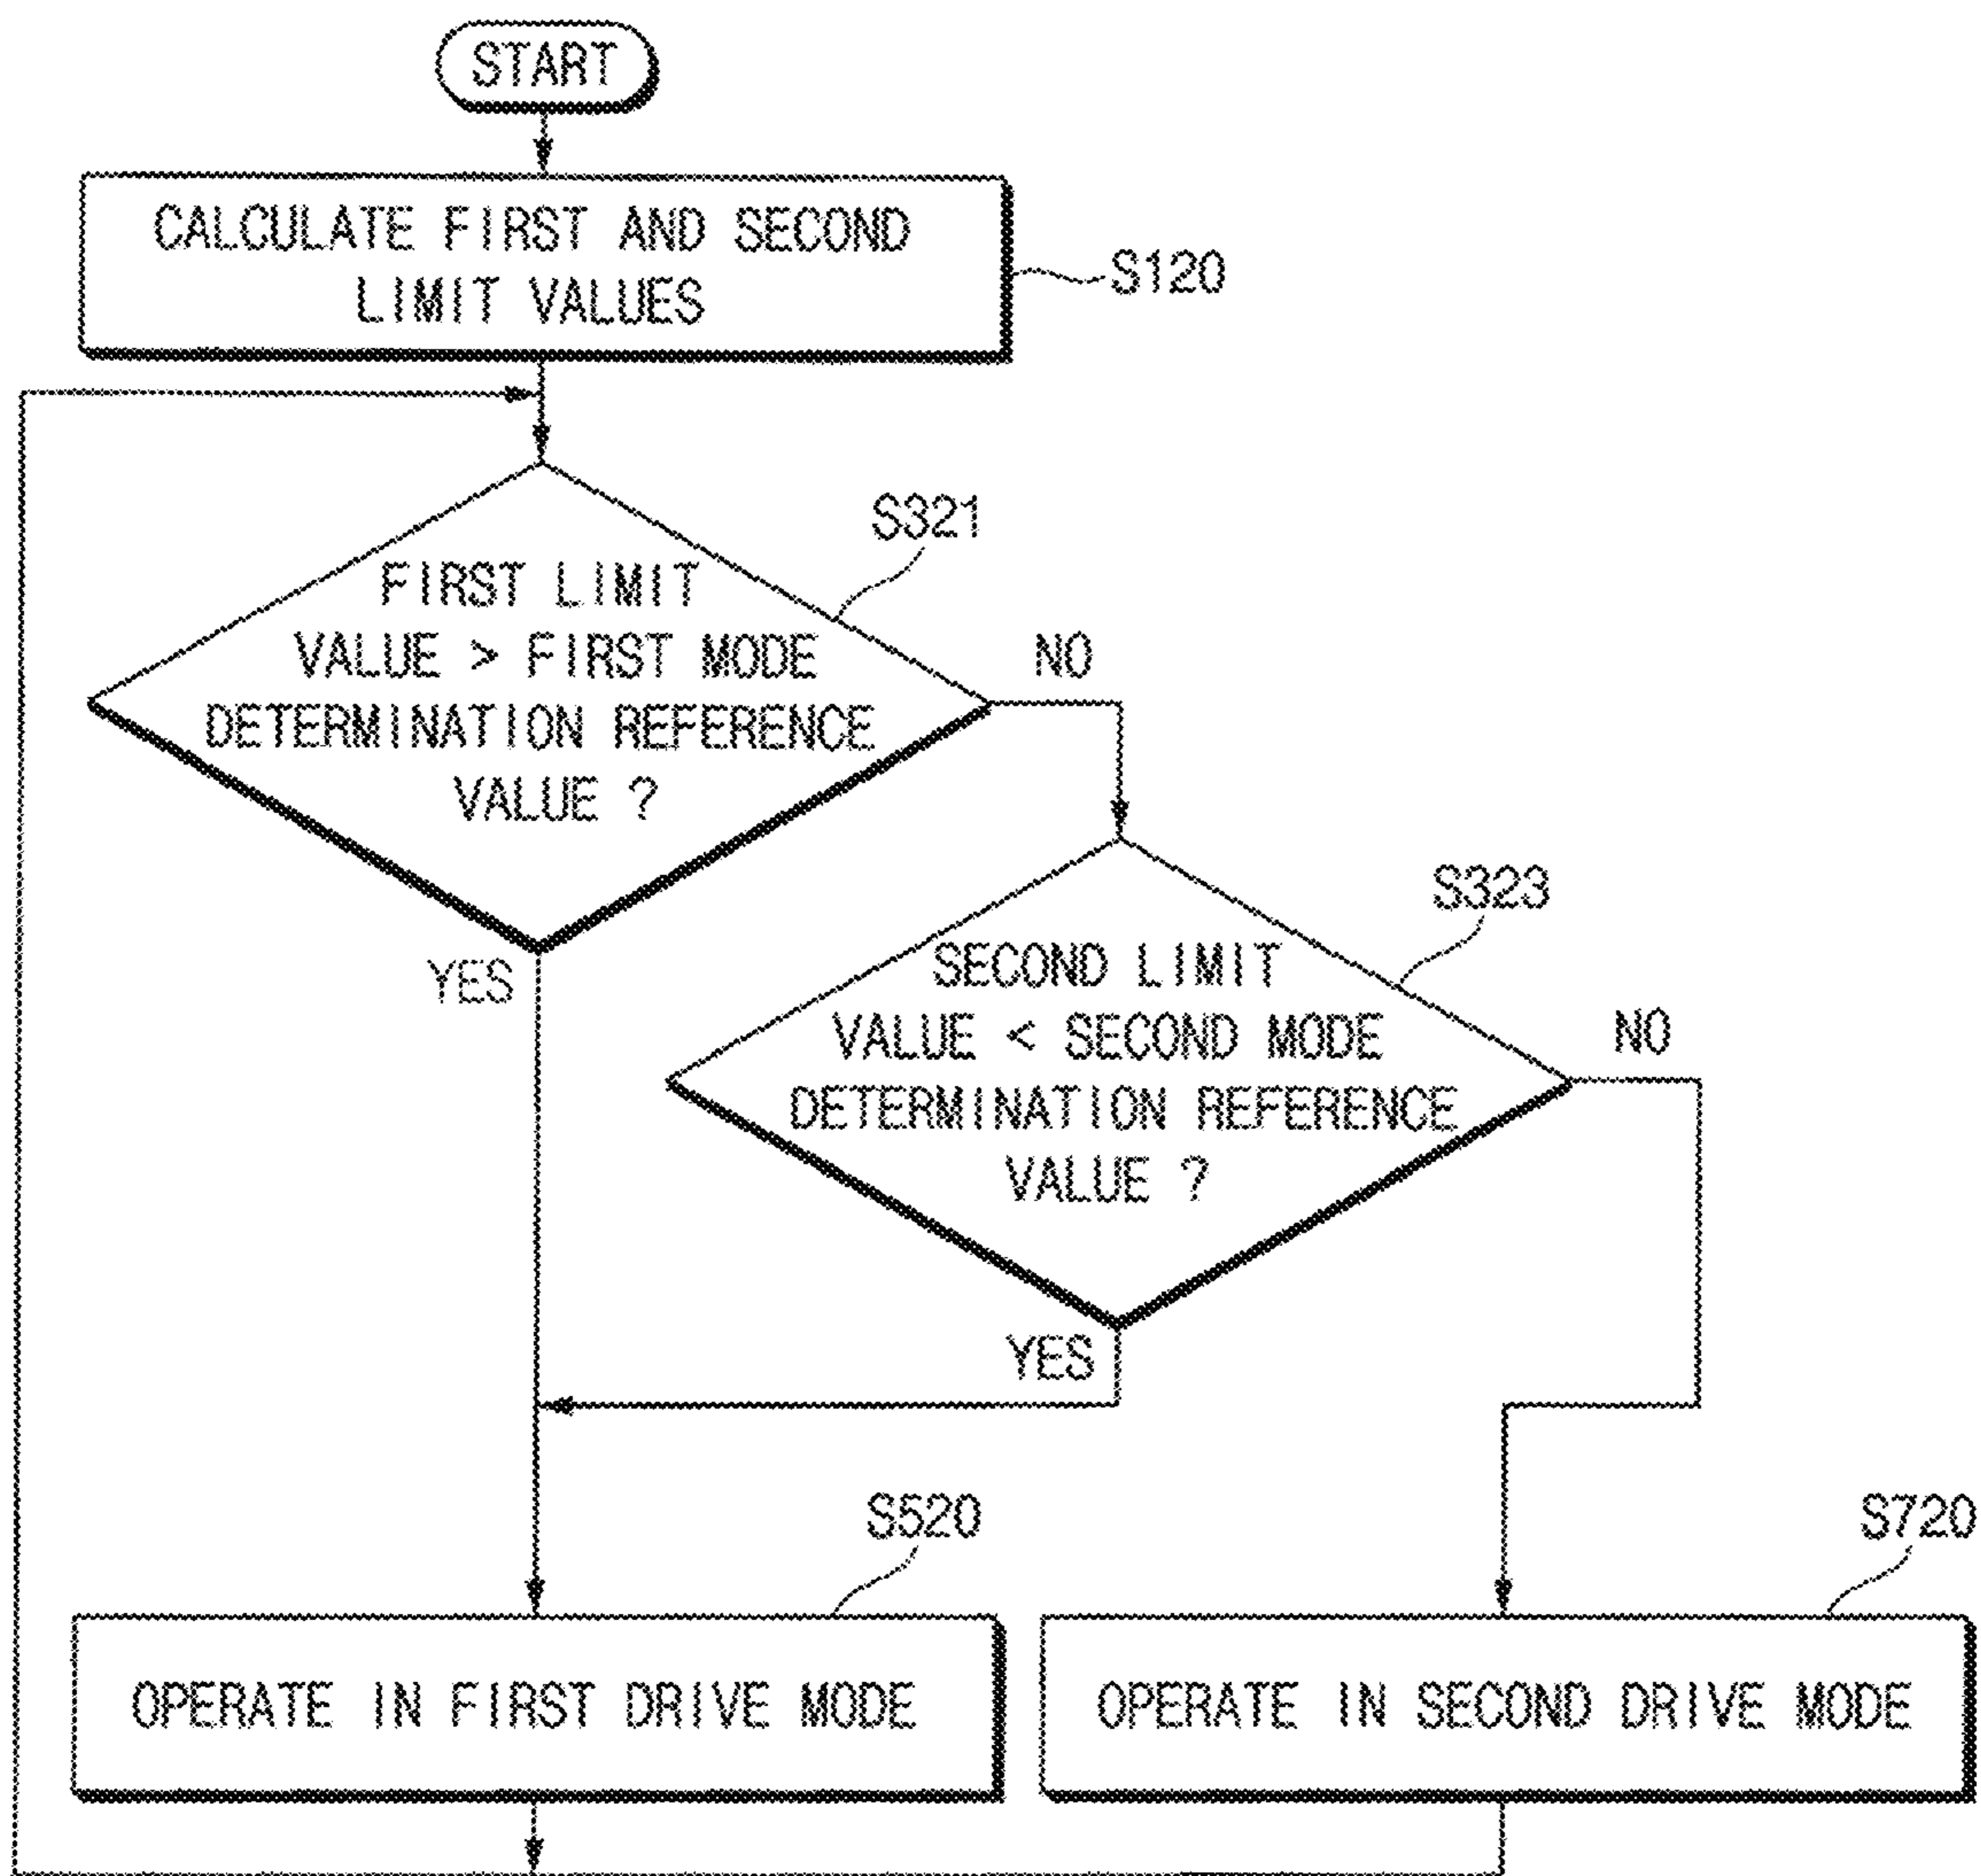 START
CALCULATE FIRST AND SECOND
LIMIT VALUES
S120
S321
FIRST LIMIT
VALUE > FIRST MODE
DETERMINATION REFERENCE
VALUE ?
NO
YES
S323
SECOND LIMIT
VALUE < SECOND MODE
DETERMINATION REFERENCE
VALUE ?
NO
YES
S520
OPERATE IN FIRST DRIVE MODE
S720
OPERATE IN SECOND DRIVE MODE